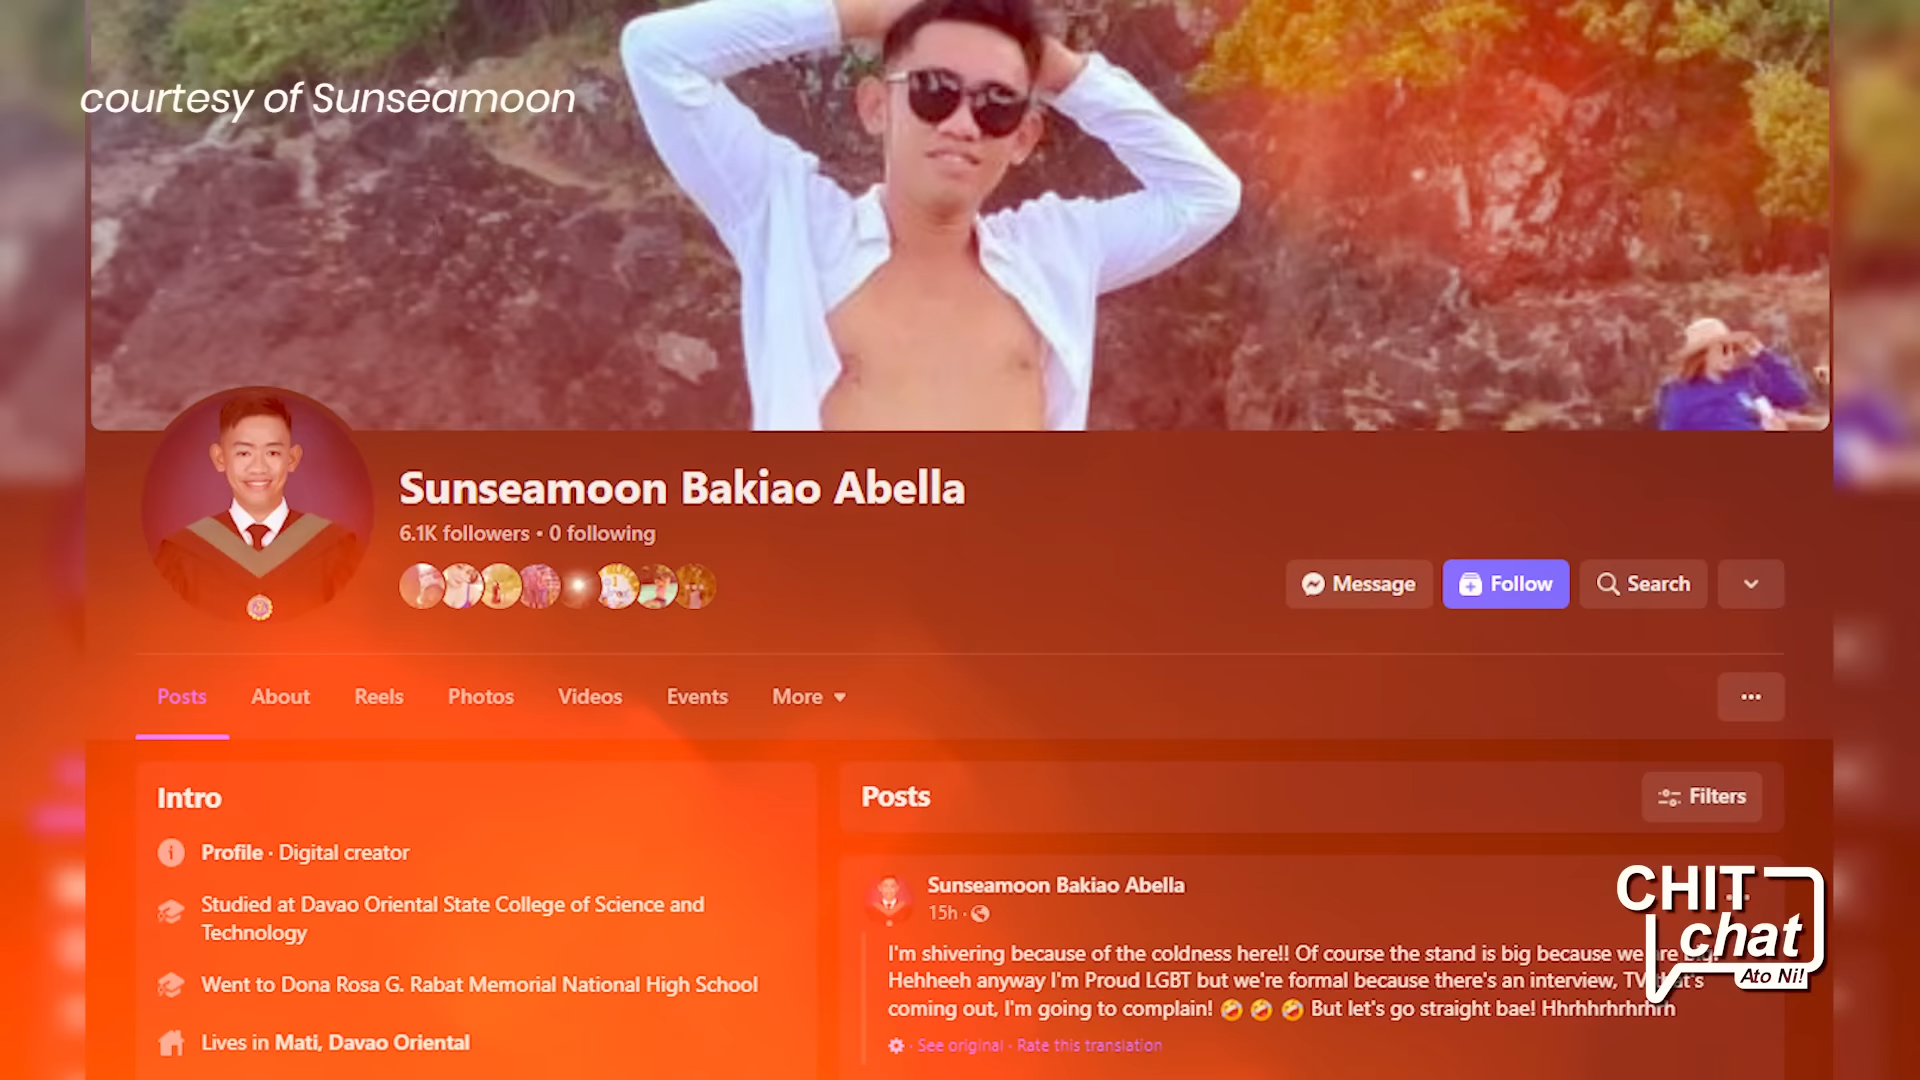 courtesy of Sunseamoon
Sunseamoon Bakiao Abella
6.1K followers • 0 following
Message
Follow
Search
Posts
About
Reels
Photos
Videos
Events
More
Intro
Profile · Digital creator
Studied at Davao Oriental State College of Science and
Technology
Went to Dona Rosa G. Rabat Memorial National High School
Lives in Mati, Davao Oriental
Posts
Filters
Sunseamoon Bakiao Abella
15h ·
I'm shivering because of the coldness here!! Of course the stand is big because we are big!
Hehheeh anyway I'm Proud LGBT but we're formal because there's an interview, TV that's
coming out, I'm going to complain! 🤣 🤣 🤣 But let's go straight bae! Hhrhhrhrhrhrh
· See original · Rate this translation
CHIT
chat
Ato Ni!